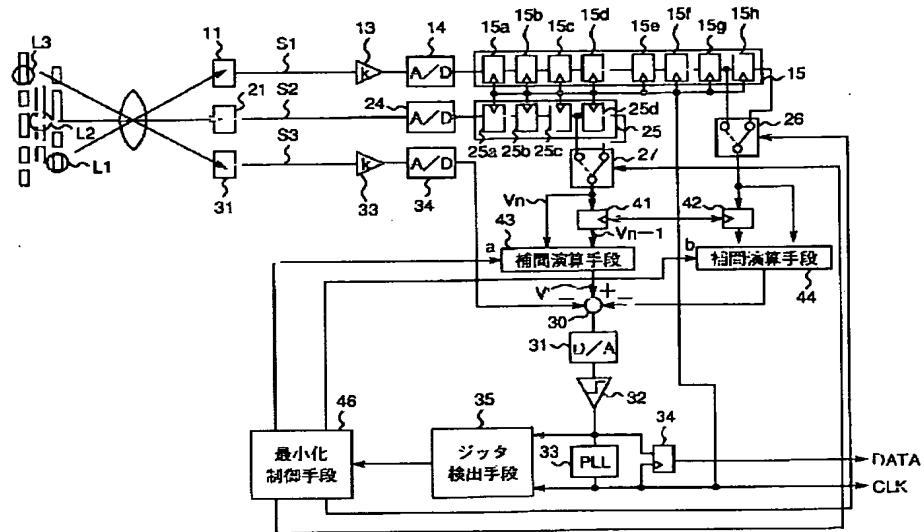 15a 15b 15c 15d 15e 15f 15g 15h
L3 11 S1 13 14
k A/D 15
21 S2 24
A/D 25d 25 26
L2
25a 25b 25c 27
S3
L1
k A/D
31 33 34
Vn 41 42
43 Vn-1
a 補間演算手段 b 補間演算手段
44
V' + − −
30
31 D/A
32
46 35 34
最小化
制御手段
ジッタ
検出手段
33 PLL
DATA
CLK